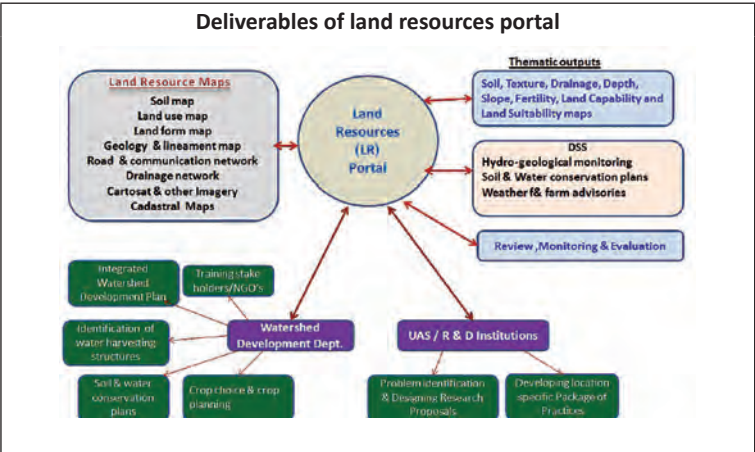 Deliverables of land resources portal
Land Resource Maps
Soil map
Land use map
Land form map
Geology & lineament map
Road & communication network
Drainage network
Cartosat & other Imagery
Cadastral Maps
Land
Resources
(LR)
Portal
Thematic outputs
Soil, Texture, Drainage, Depth,
Slope, Fertility, Land Capability and
Land Suitability maps
DSS
Hydro-geological monitoring
Soil & Water conservation plans
Weather f& farm advisories
Review ,Monitoring & Evaluation
Integrated
Watershed
Development Plan
Training stake
holders/NGO's
Identification of
water harvesting
structures
Watershed
Development Dept.
Soil & water
conservation
plans
Crop choice & crop
planning
UAS / R & D Institutions
Problem identification
& Designing Research
Proposals
Developing location
specific Package of
Practices